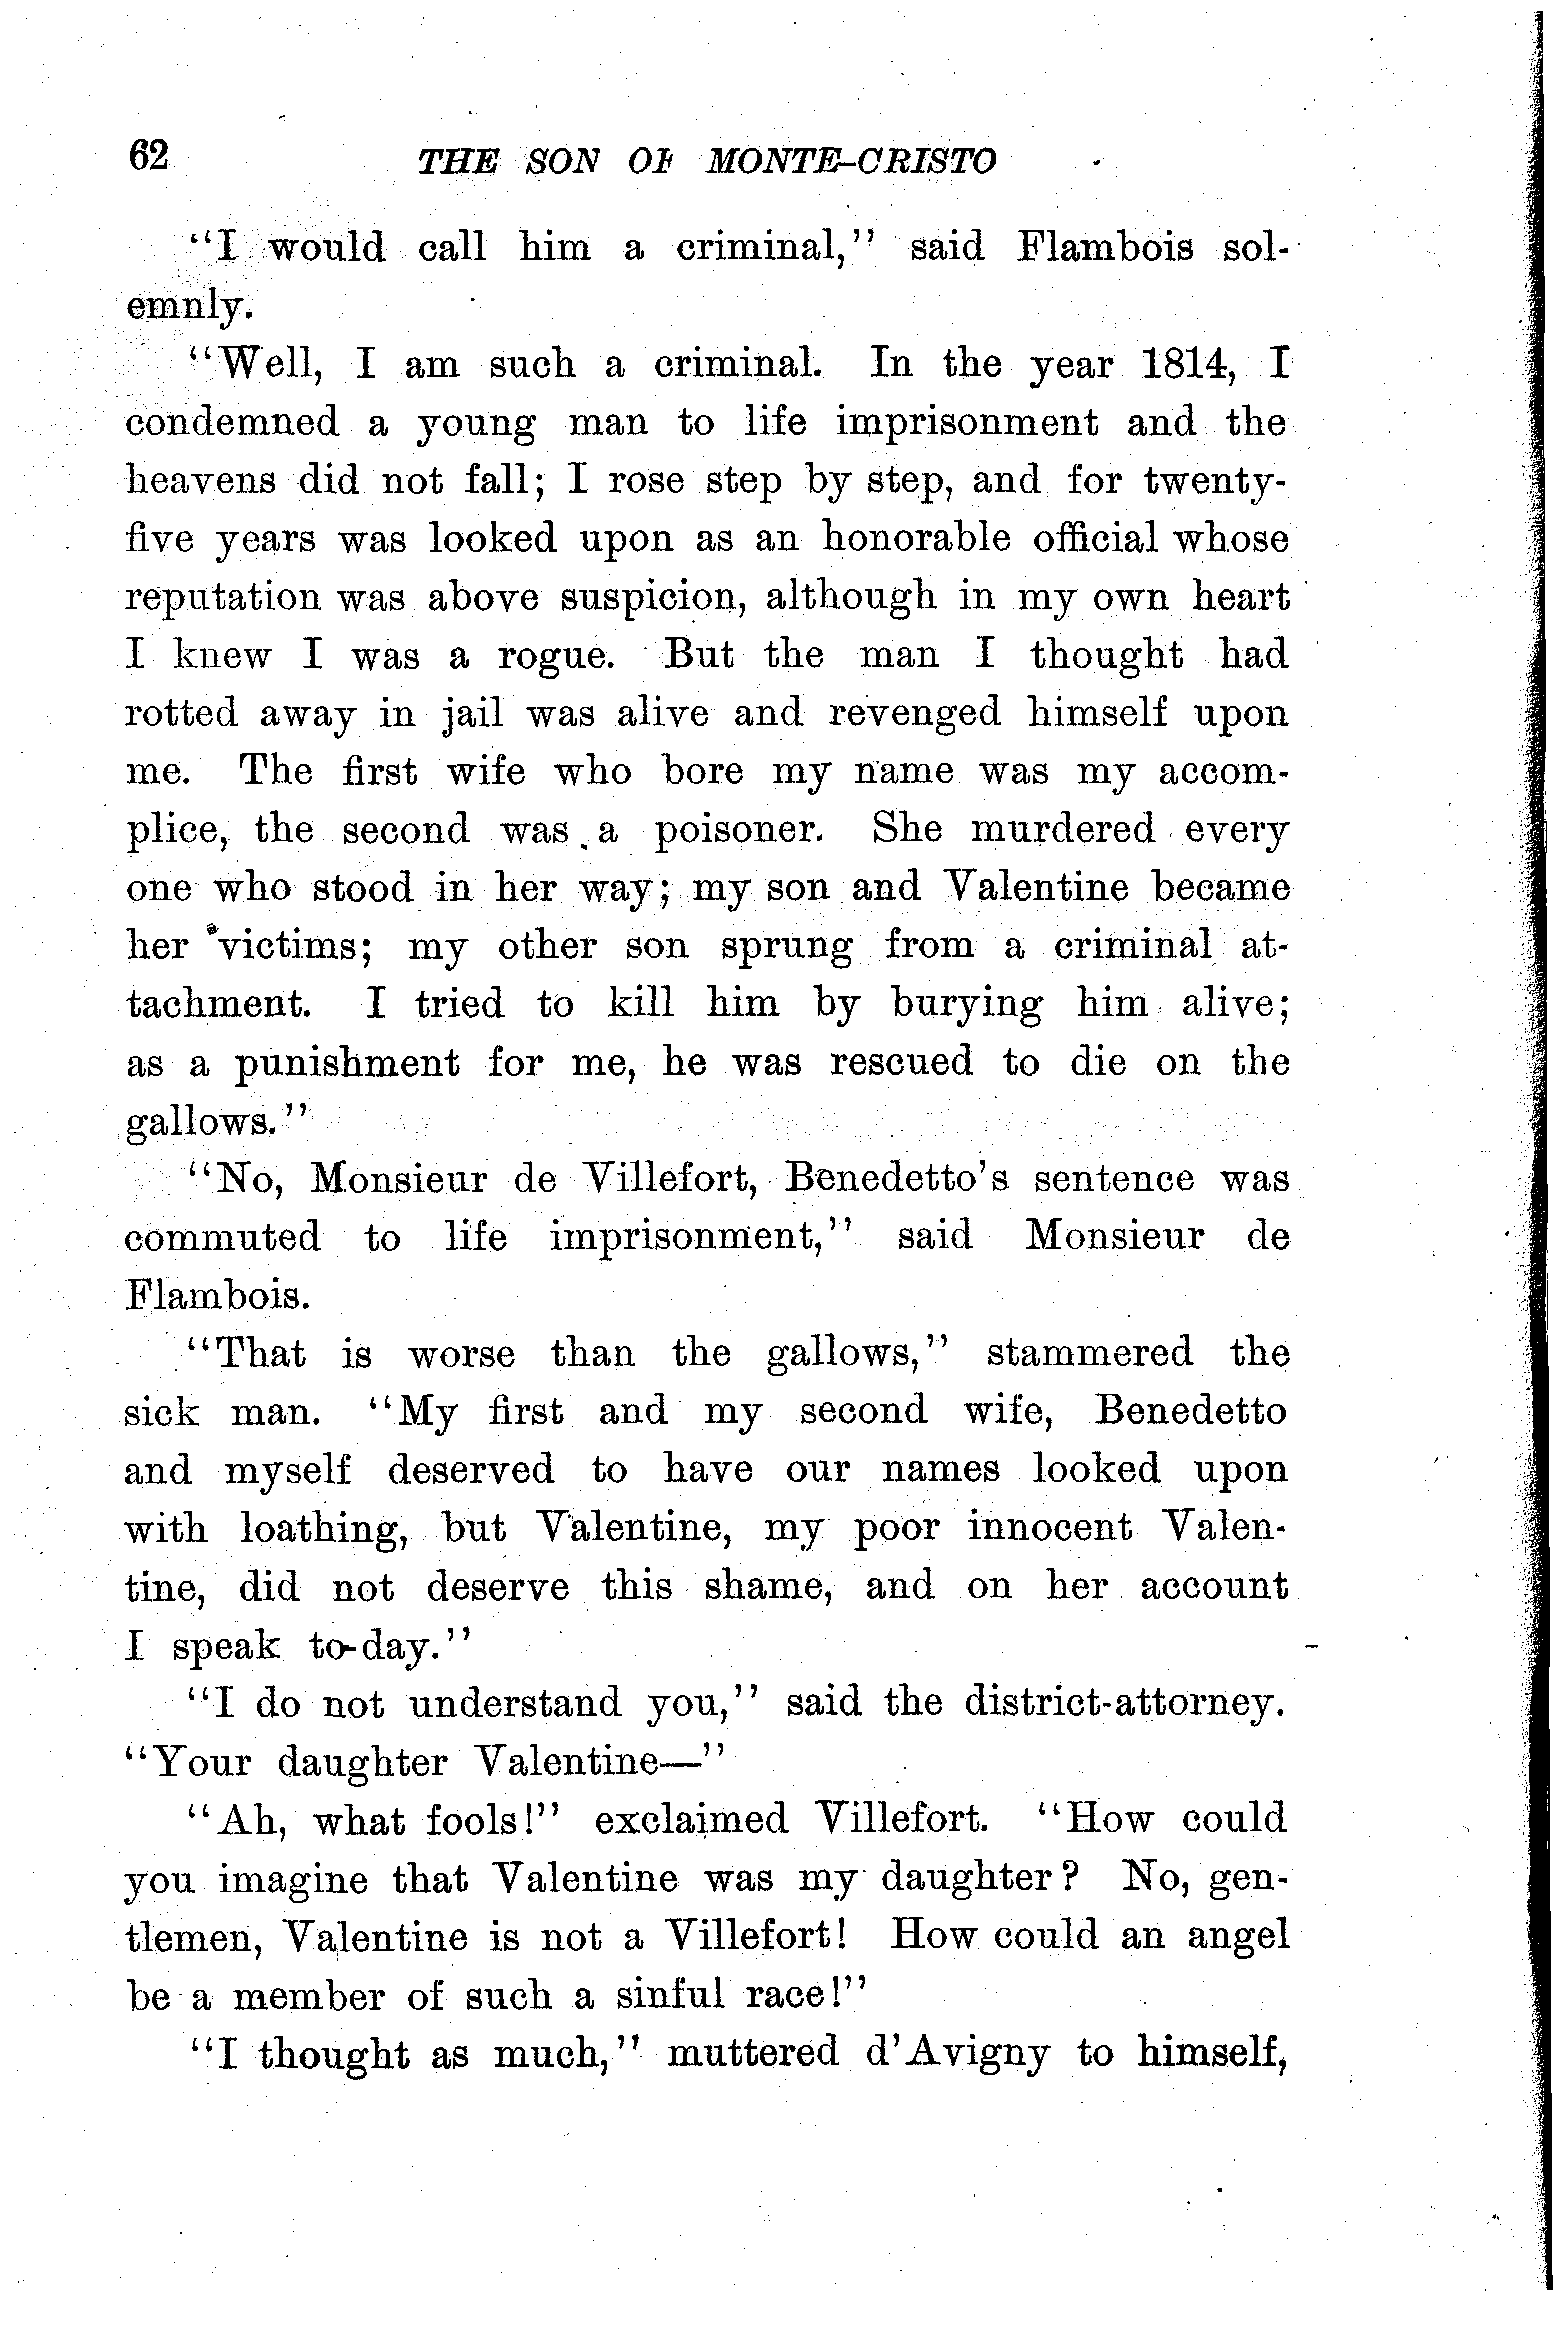 62 THE SON OF MONTE-CRISTO
"I would call him a criminal," said Flambois sol-
emnly.
"Well, I am such a criminal. In the year 1814, I
condemned a young man to life imprisonment and the
heavens did not fall; I rose step by step, and for twenty-
five years was looked upon as an honorable official whose
reputation was above suspicion, although in my own heart
I knew I was a rogue. But the man I thought had
rotted away in jail was alive and revenged himself upon
me. The first wife who bore my name was my accom-
plice, the second was a poisoner. She murdered every
one who stood in her way; my son and Valentine became
her victims; my other son sprung from a criminal at-
tachment. I tried to kill him by burying him alive;
as a punishment for me, he was rescued to die on the
gallows."
"No, Monsieur de Villefort, Benedetto's sentence was
commuted to life imprisonment," said Monsieur de
Flambois.
"That is worse than the gallows," stammered the
sick man. "My first and my second wife, Benedetto
and myself deserved to have our names looked upon
with loathing, but Valentine, my poor innocent Valen-
tine, did not deserve this shame, and on her account
I speak to-day."
"I do not understand you," said the district-attorney.
"Your daughter Valentine—"
"Ah, what fools!" exclaimed Villefort. "How could
you imagine that Valentine was my daughter? No, gen-
tlemen, Valentine is not a Villefort! How could an angel
be a member of such a sinful race!"
"I thought as much," muttered d'Avigny to himself,